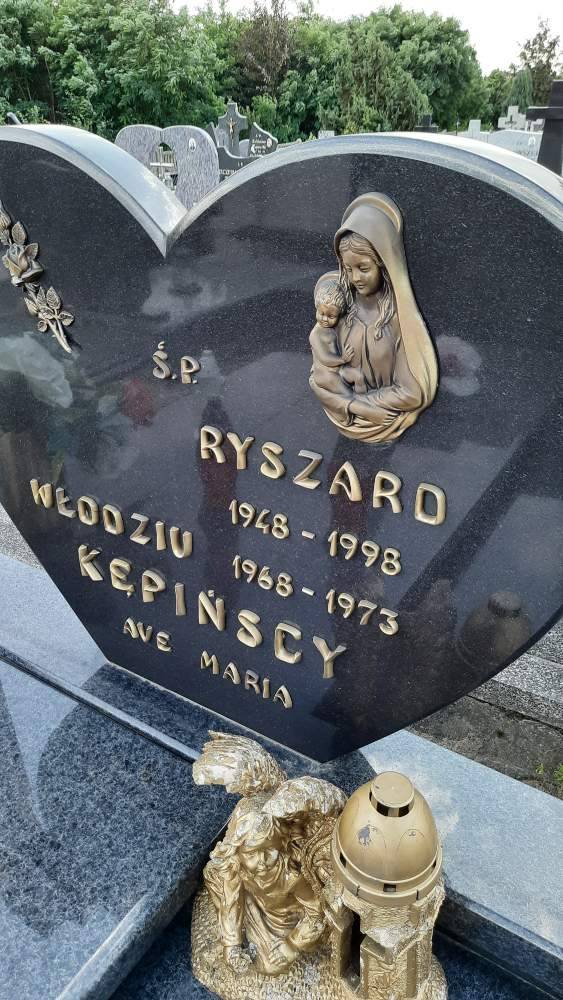 Ś.P.
RYSZARD
1948 - 1998
WŁODZIU
1968 - 1973
KĘPIŃSCY
AVE MARIA